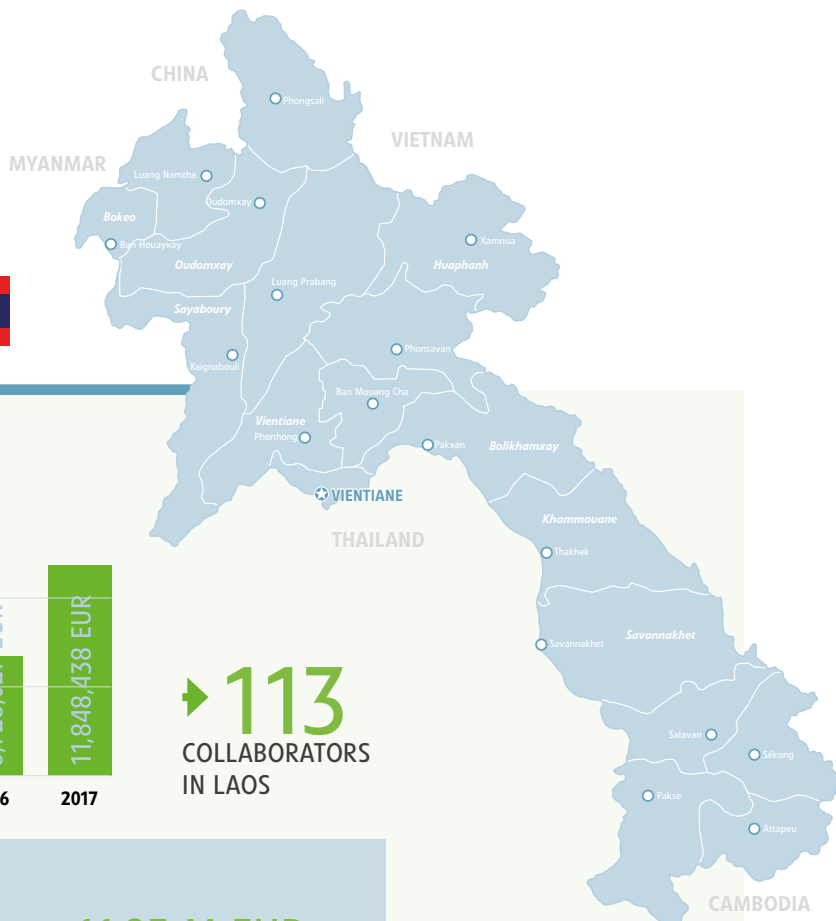 CHINA
Phongsali
VIETNAM
MYANMAR
Luang Namtha
Oudomxay
Bokeo
Ban Houayxay
Xamnua
Oudomxay
Huaphanh
Luang Prabang
Sayaboury
Phonsavan
Xaignabouli
Ban Mouang Cha
Vientiane
Phonhong
Pakxan
Bolikhamxay
VIENTIANE
Khammouane
THAILAND
Thakhek
Savannakhet
Savannakhet
11,848,438 EUR
113
COLLABORATORS
IN LAOS
Salavan
Sékong
2017
Pakse
Attapeu
CAMBODIA